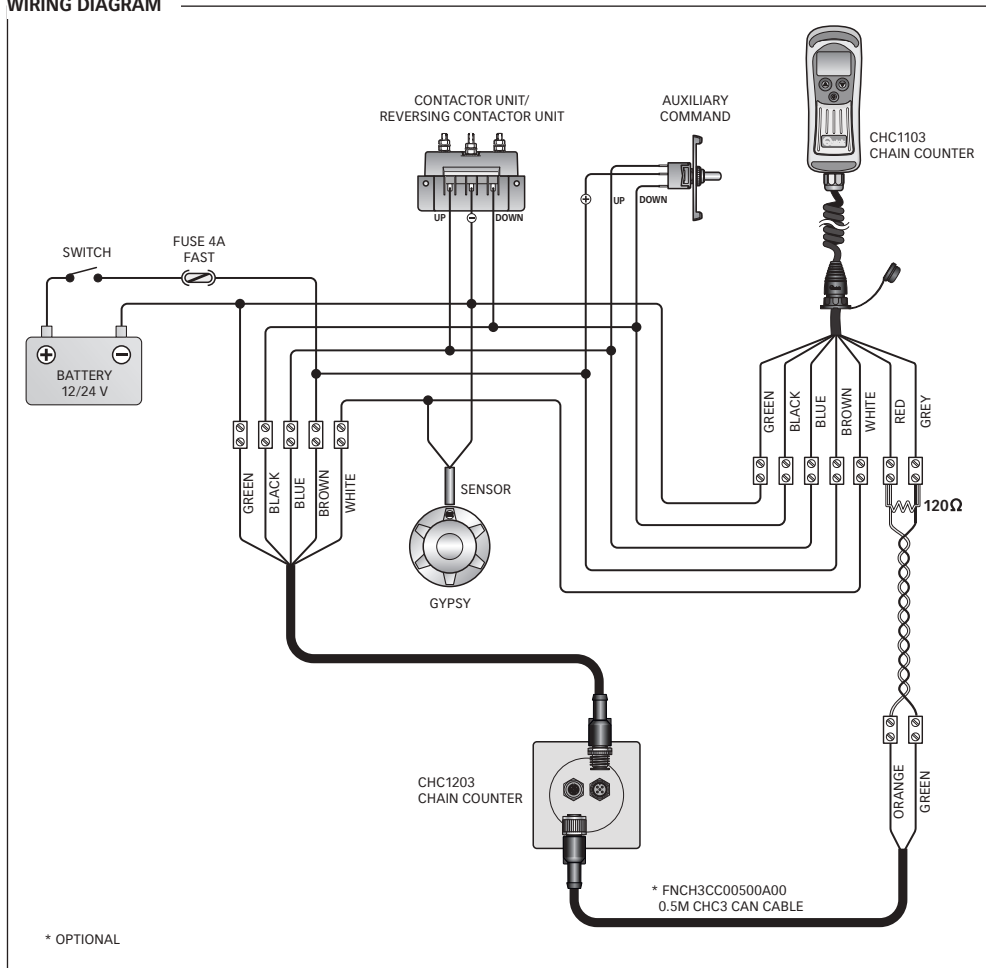 WIRING DIAGRAM
CONTACTOR UNIT/
REVERSING CONTACTOR UNIT
AUXILIARY
COMMAND
CHC1103
CHAIN COUNTER
UP
DOWN
UP
DOWN
SWITCH
FUSE 4A
FAST
BATTERY
12/24 V
GREEN
BLACK
BLUE
BROWN
WHITE
SENSOR
GYPSY
GREEN
BLACK
BLUE
BROWN
WHITE
RED
GREY
120Ω
CHC1203
CHAIN COUNTER
ORANGE
GREEN
* FNCH3CC00500A00
0.5M CHC3 CAN CABLE
* OPTIONAL